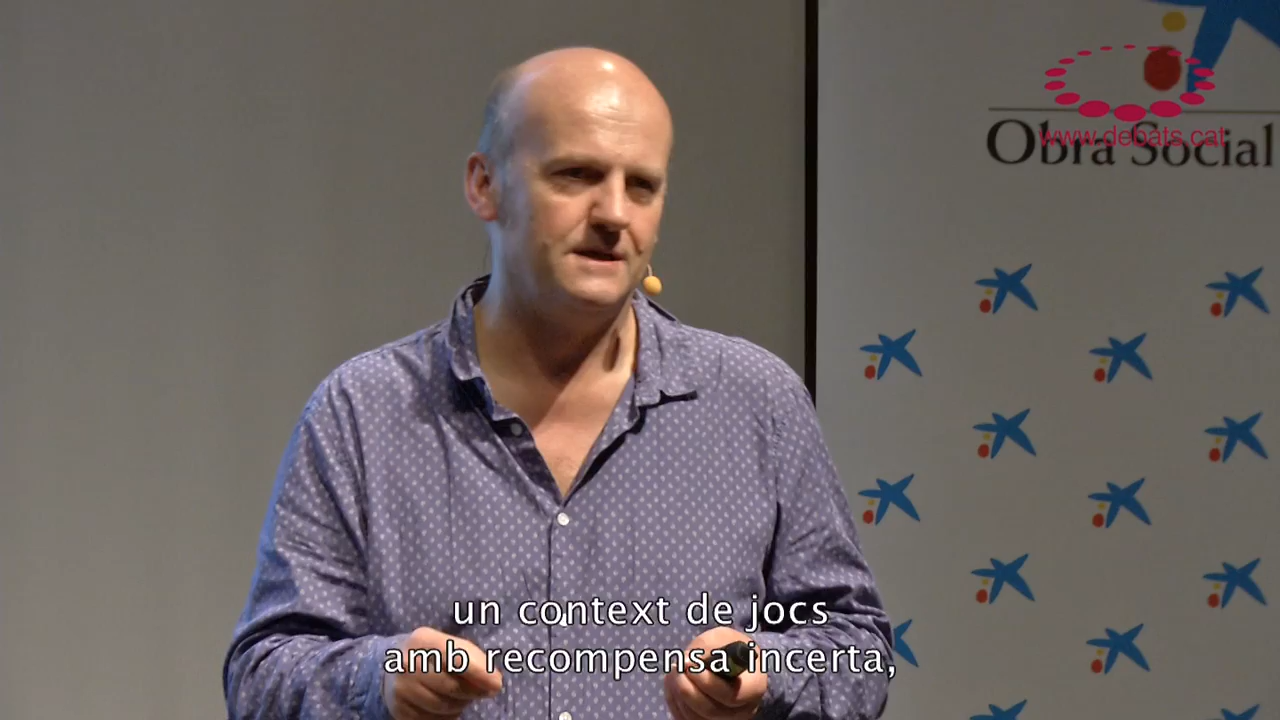 www.debats.cat
Obra Social
un context de jocs
amb recompensa incerta,